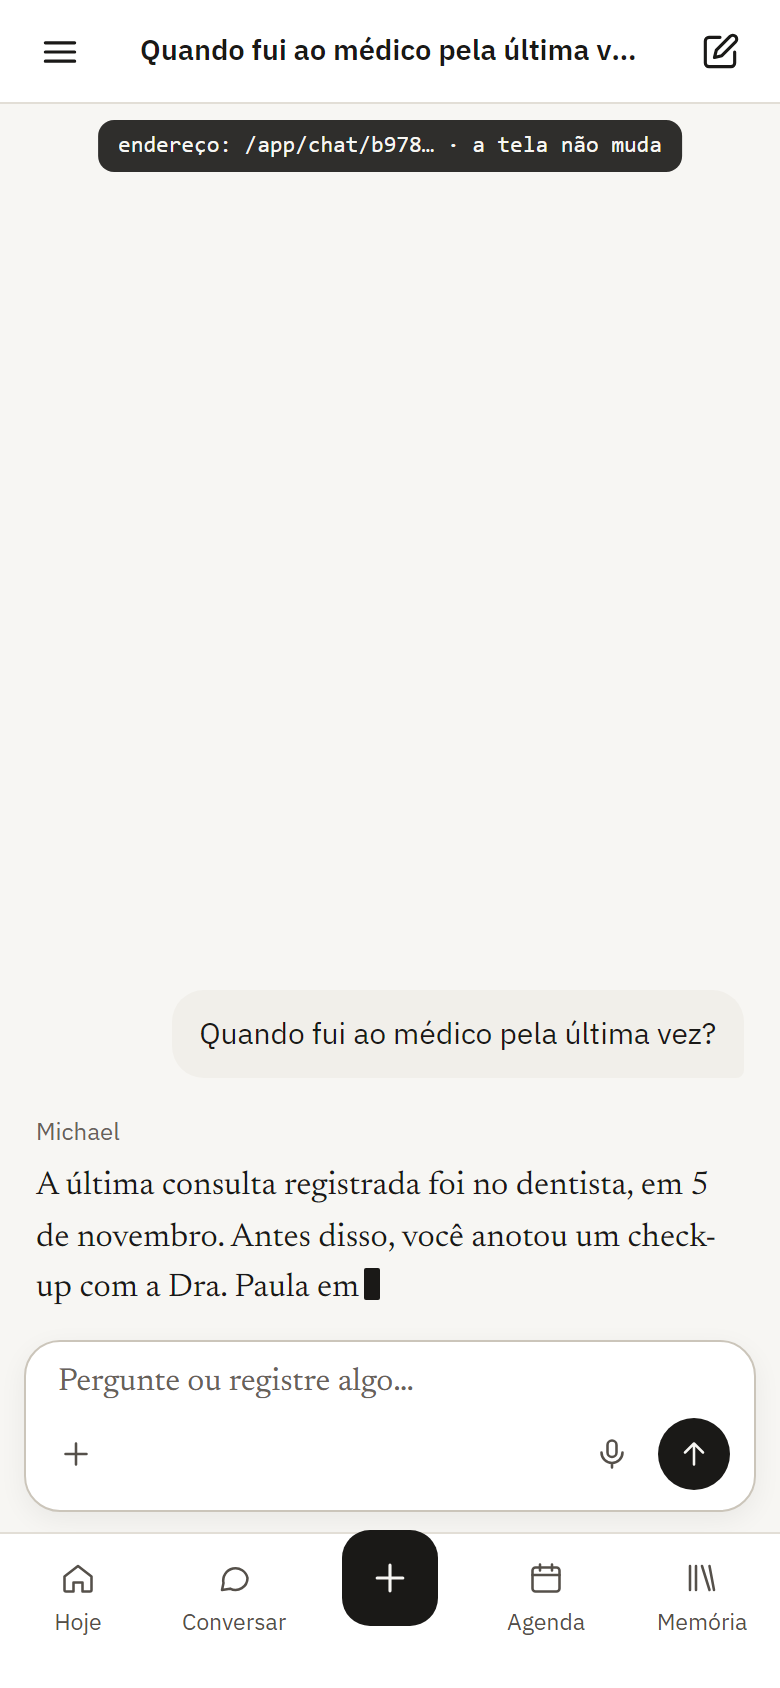 Quando fui ao médico pela última v...
endereço: /app/chat/b978… · a tela não muda
Quando fui ao médico pela última vez?
Michael
A última consulta registrada foi no dentista, em 5
de novembro. Antes disso, você anotou um check-
up com a Dra. Paula em
Pergunte ou registre algo...
Hoje
Conversar
Agenda
Memória